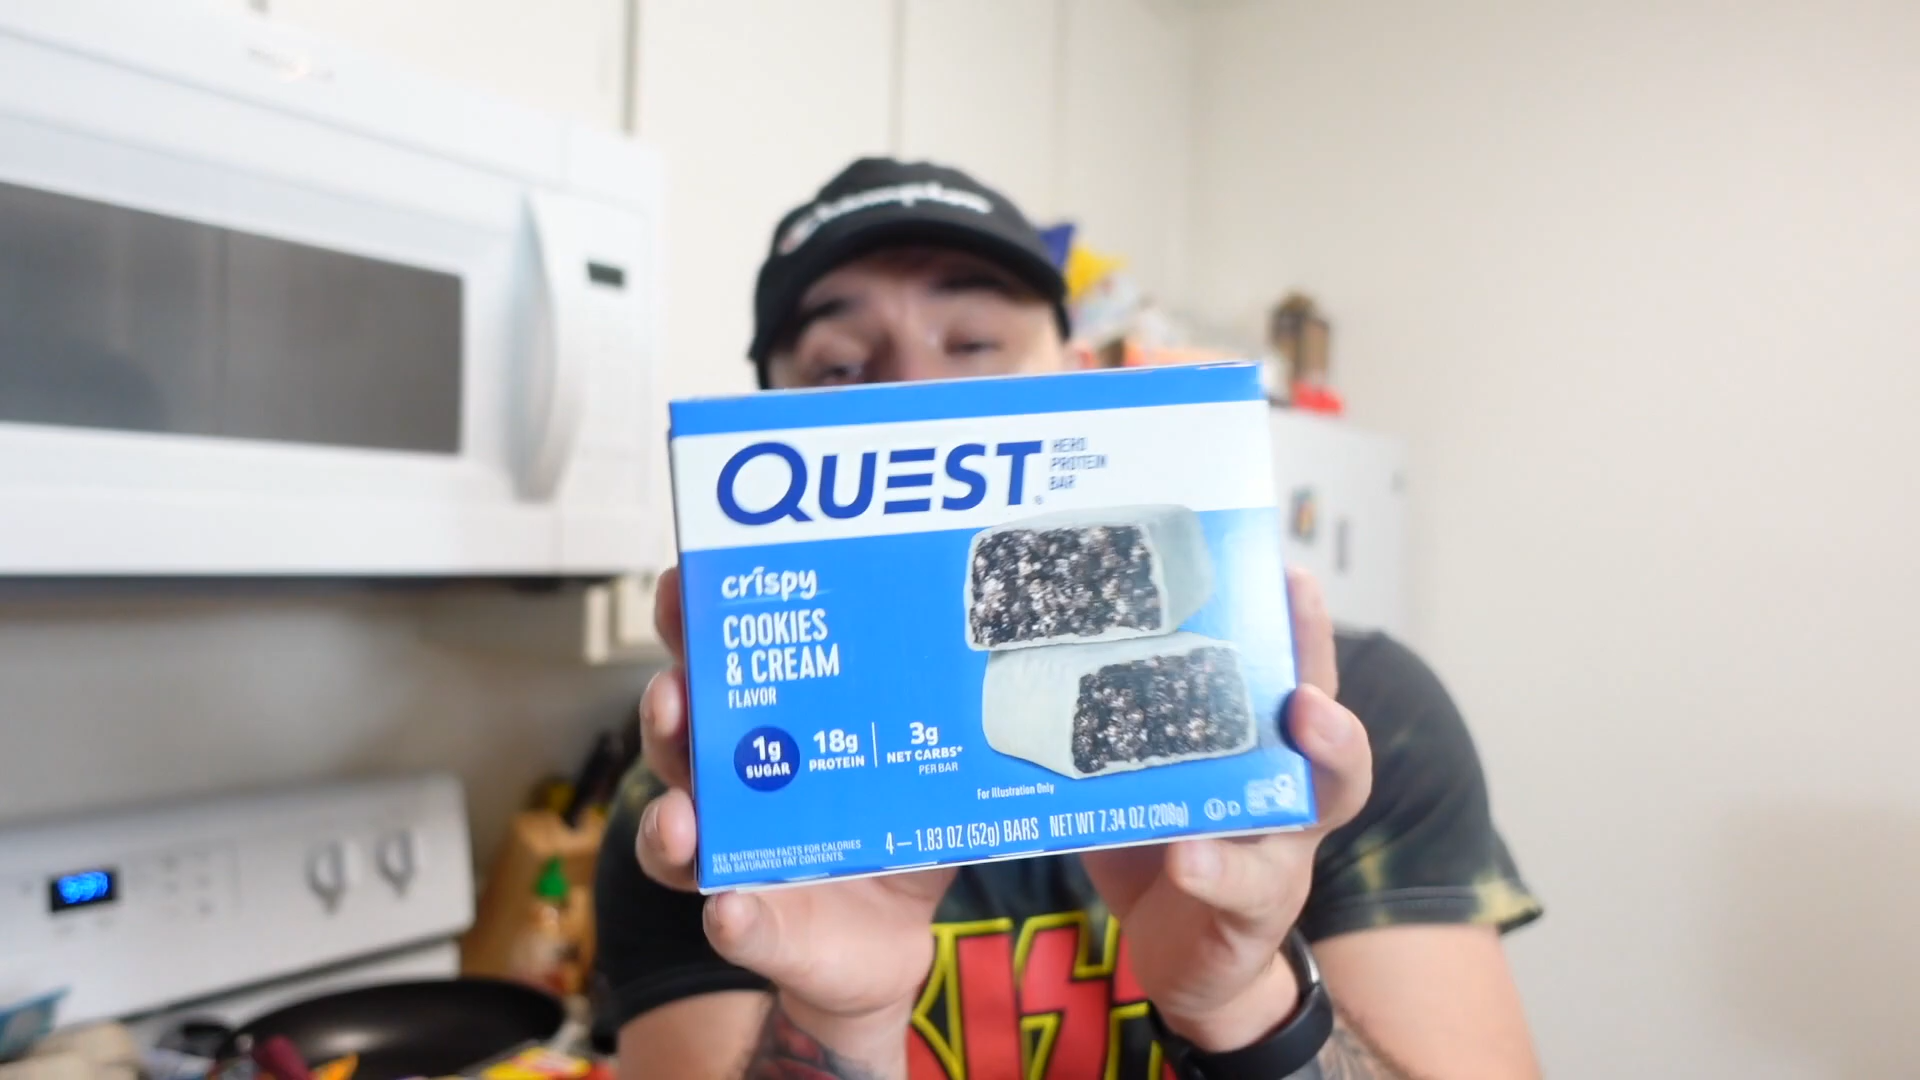 Champion
QUEST
HERO
PROTEIN
BAR
crispy
COOKIES
& CREAM
FLAVOR
1g
SUGAR
18g
PROTEIN
3g
NET CARBS*
PER BAR
For Illustration Only
4—1.83 OZ (52g) BARS NET WT 7.34 OZ (208g)
SEE NUTRITION FACTS FOR CALORIES
AND SATURATED FAT CONTENTS.
U D
KISS